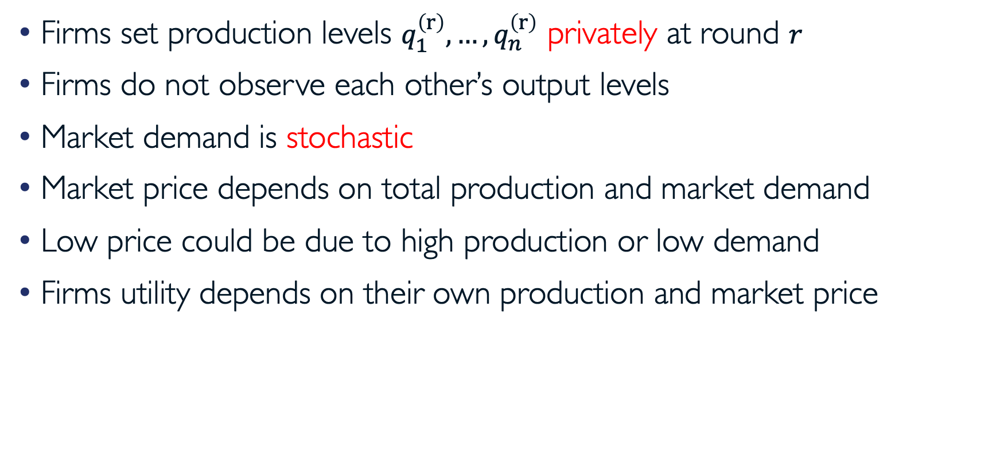 • Firms set production levels $q_1^{(\mathrm{r})}, \ldots, q_n^{(\mathrm{r})}$ privately at round $r$
• Firms do not observe each other’s output levels
• Market demand is stochastic
• Market price depends on total production and market demand
• Low price could be due to high production or low demand
• Firms utility depends on their own production and market price